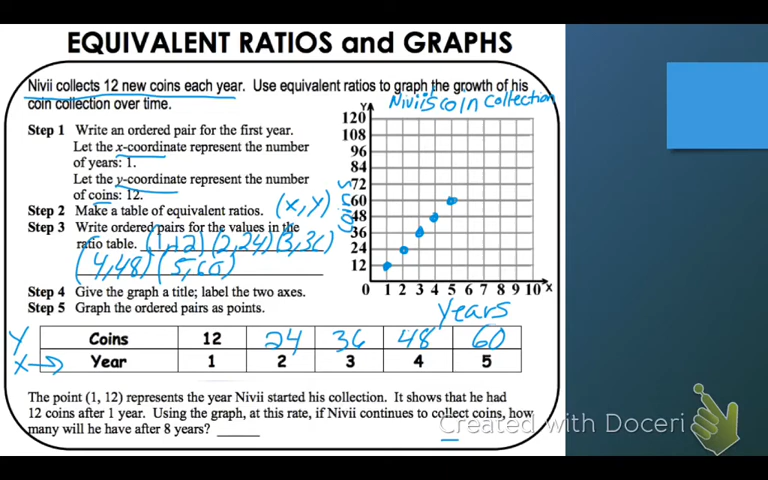 EQUIVALENT RATIOS and GRAPHS
Nivii collects 12 new coins each year. Use equivalent ratios to graph the growth of his
coin collection over time.
Step 1 Write an ordered pair for the first year.
Let the x-coordinate represent the number
of years: 1.
Let the y-coordinate represent the number
of coins: 12.
Step 2 Make a table of equivalent ratios. (x, y)
Step 3 Write ordered pairs for the values in the
ratio table. (1, 12) (2, 24) (3, 36)
(4, 48) (5, 60)
Step 4 Give the graph a title; label the two axes.
Step 5 Graph the ordered pairs as points.
Nivii's coin collection
Y
120
108
96
84
72
60
48
36
24
12
0 1 2 3 4 5 6 7 8 9 10 X
Coins
Years
Y Coins 12 24 36 48 60
X Year 1 2 3 4 5
The point (1, 12) represents the year Nivii started his collection. It shows that he had
12 coins after 1 year. Using the graph, at this rate, if Nivii continues to collect coins, how
many will he have after 8 years?
Created with Doceri